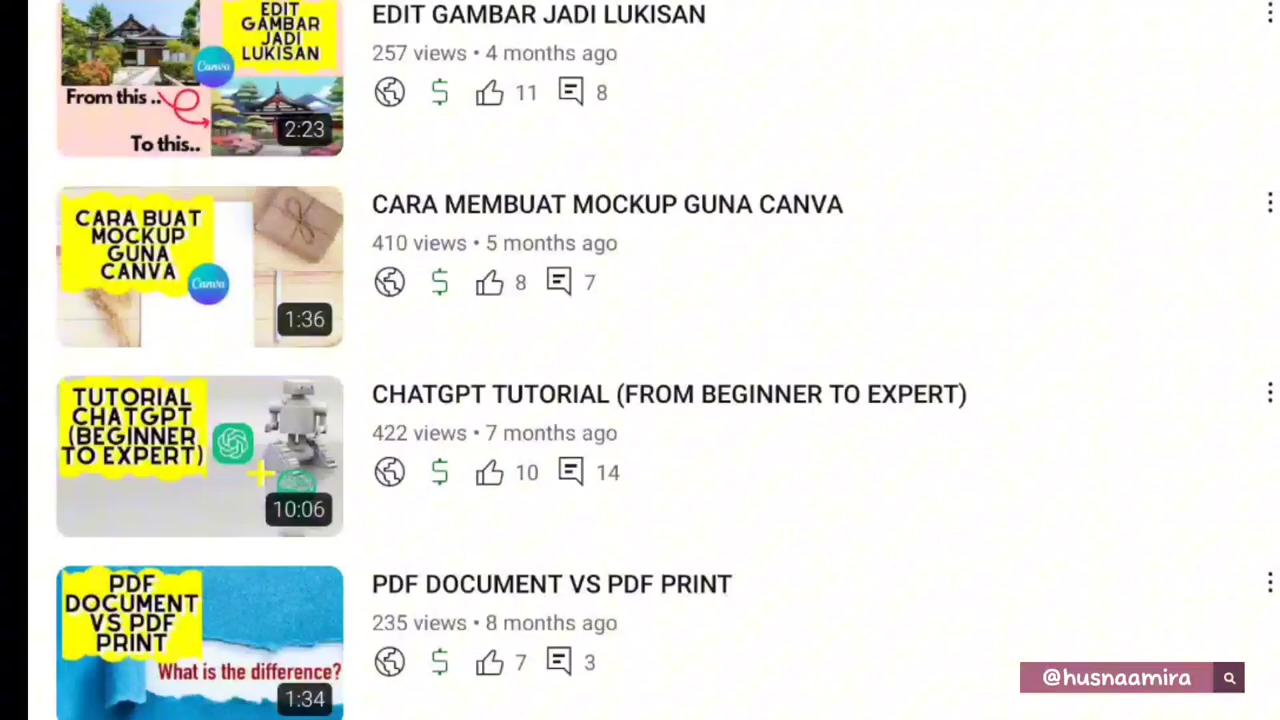 EDIT
GAMBAR
JADI
LUKISAN
Canva
From this ..
To this..
2:23
EDIT GAMBAR JADI LUKISAN
257 views • 4 months ago
11
8
CARA BUAT
MOCKUP
GUNA
CANVA
Canva
1:36
CARA MEMBUAT MOCKUP GUNA CANVA
410 views • 5 months ago
8
7
TUTORIAL
CHATGPT
(BEGINNER
TO EXPERT)
10:06
CHATGPT TUTORIAL (FROM BEGINNER TO EXPERT)
422 views • 7 months ago
10
14
PDF
DOCUMENT
VS PDF
PRINT
What is the difference?
1:34
PDF DOCUMENT VS PDF PRINT
235 views • 8 months ago
7
3
@husnaamira